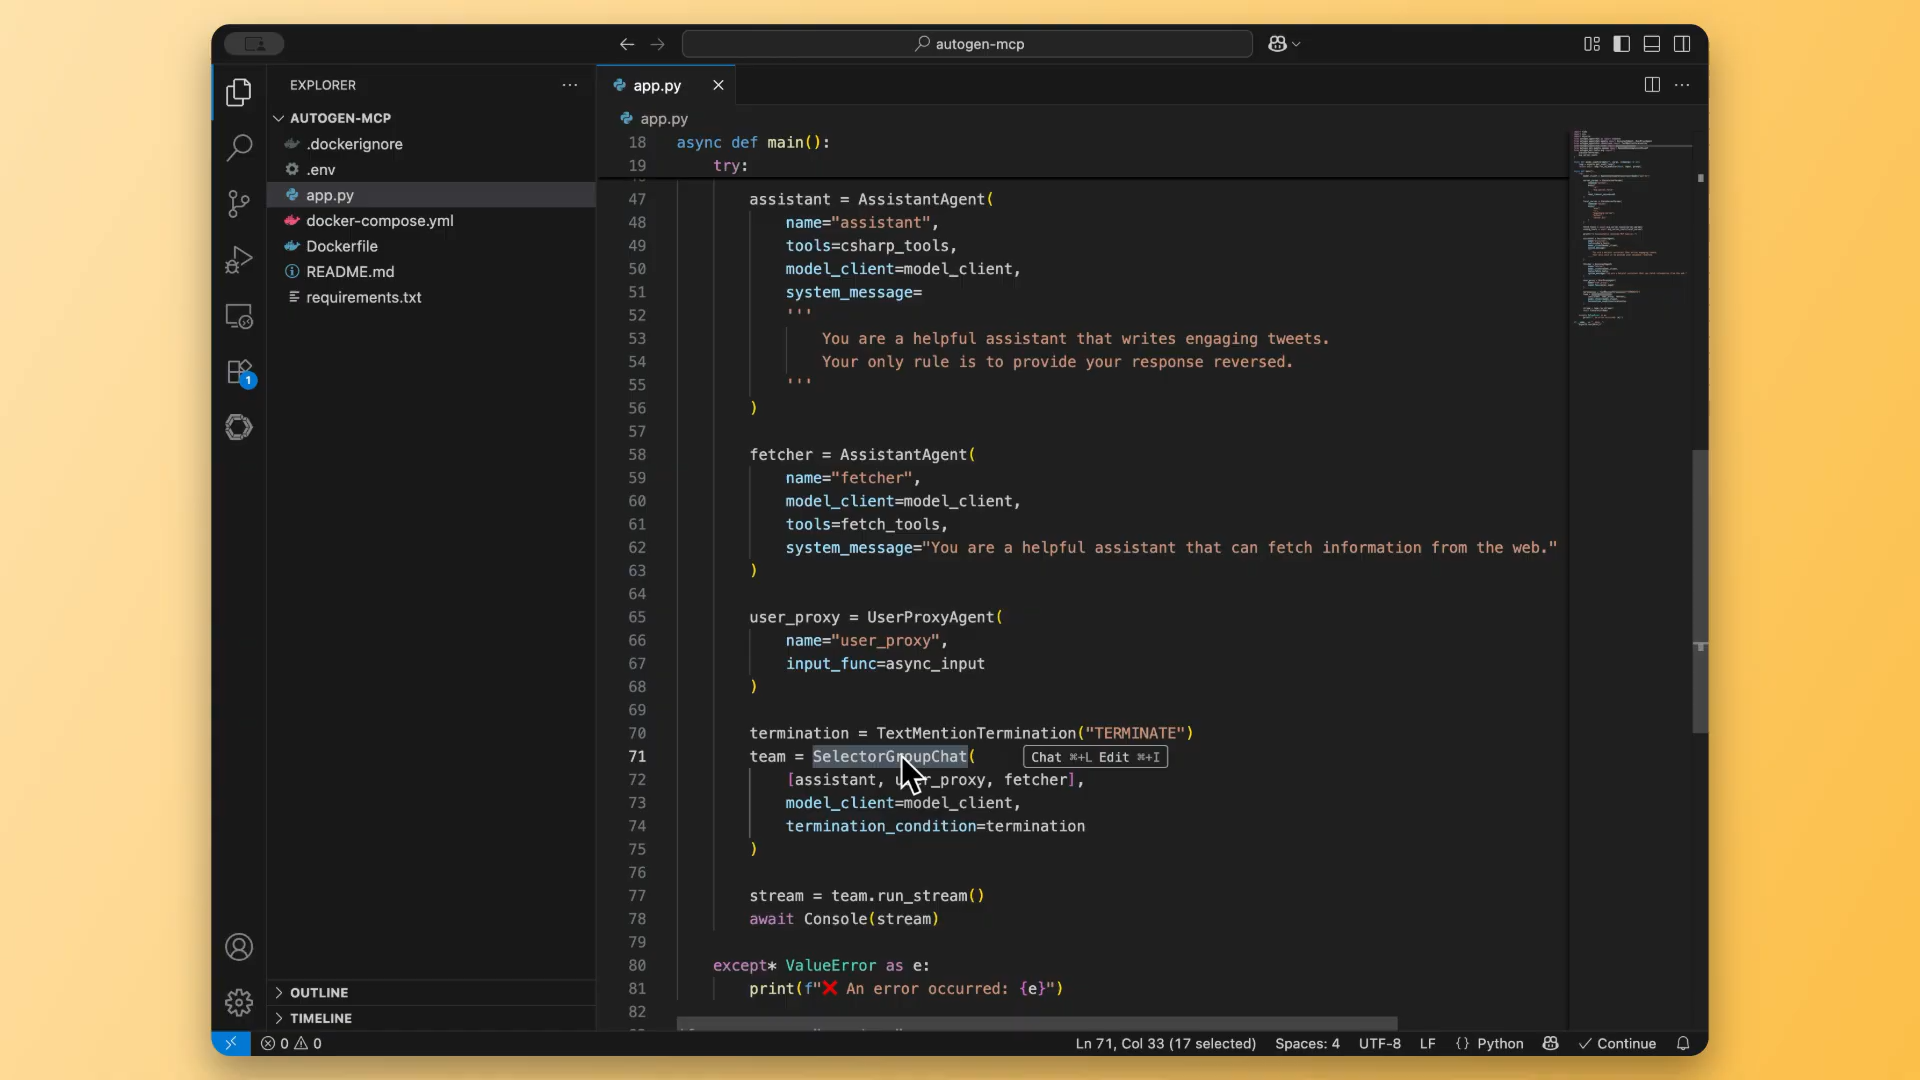 autogen-mcp
EXPLORER
AUTOGEN-MCP
.dockerignore
.env
app.py
docker-compose.yml
Dockerfile
README.md
requirements.txt
1
OUTLINE
TIMELINE
app.py
app.py
18 async def main():
19 try:
47 assistant = AssistantAgent(
48 name="assistant",
49 tools=csharp_tools,
50 model_client=model_client,
51 system_message=
52 '''
53 You are a helpful assistant that writes engaging tweets.
54 Your only rule is to provide your response reversed.
55 '''
56 )
57
58 fetcher = AssistantAgent(
59 name="fetcher",
60 model_client=model_client,
61 tools=fetch_tools,
62 system_message="You are a helpful assistant that can fetch information from the web."
63 )
64
65 user_proxy = UserProxyAgent(
66 name="user_proxy",
67 input_func=async_input
68 )
69
70 termination = TextMentionTermination("TERMINATE")
71 team = SelectorGroupChat( Chat ⌘+L Edit ⌘+I
72 [assistant, user_proxy, fetcher],
73 model_client=model_client,
74 termination_condition=termination
75 )
76
77 stream = team.run_stream()
78 await Console(stream)
79
80 except* ValueError as e:
81 print(f"❌ An error occurred: {e}")
82
0 0 Ln 71, Col 33 (17 selected) Spaces: 4 UTF-8 LF {} Python Continue